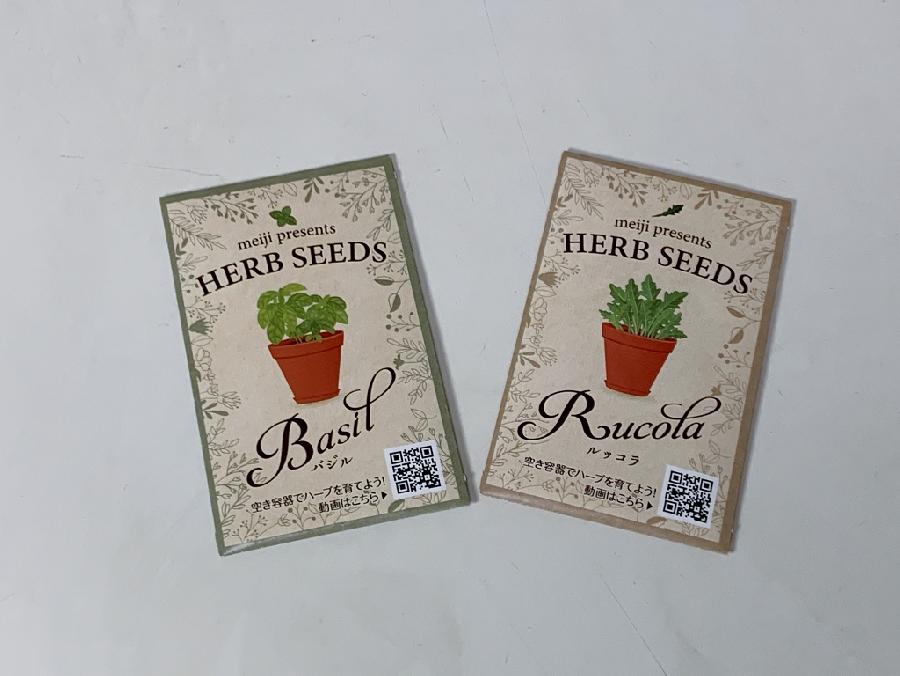 meiji presents
HERB SEEDS
Basil
バジル
空き容器でハーブを育てよう!
動画はこちら▶
meiji presents
HERB SEEDS
Rucola
ルッコラ
空き容器でハーブを育てよう!
動画はこちら▶